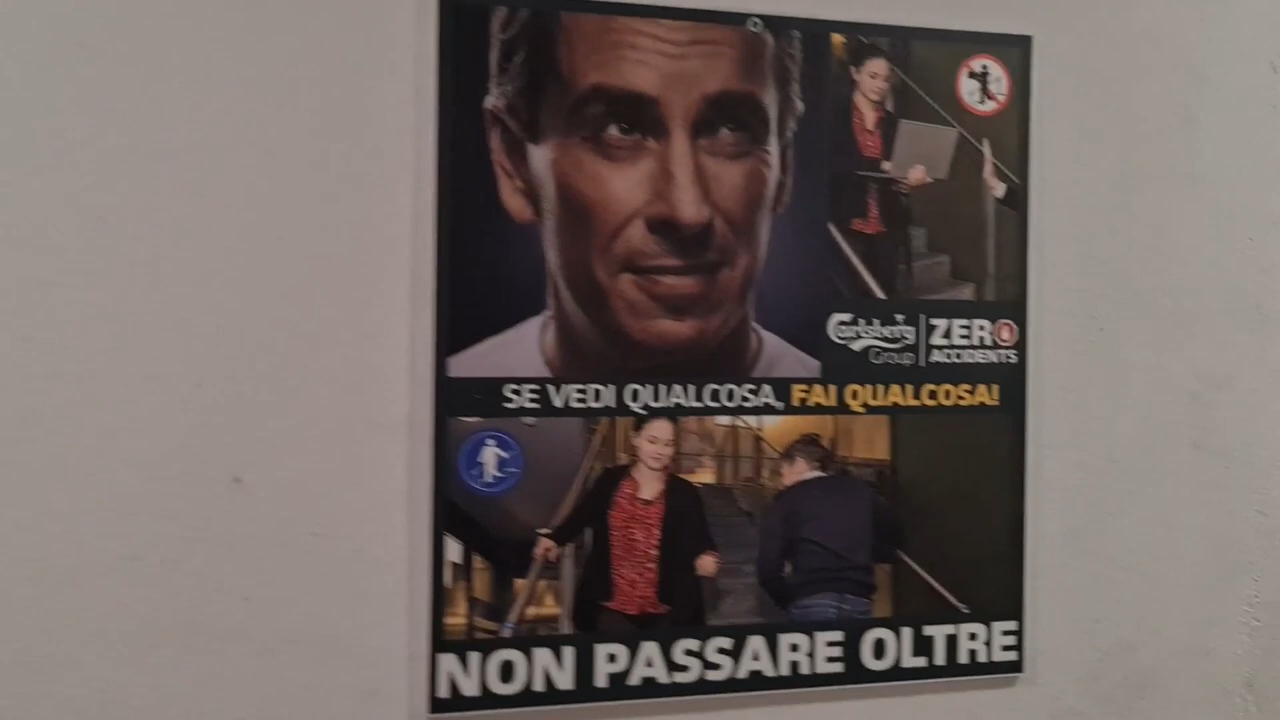 Carlsberg
Group
ZERO
ACCIDENTS
SE VEDI QUALCOSA, FAI QUALCOSA!
NON PASSARE OLTRE